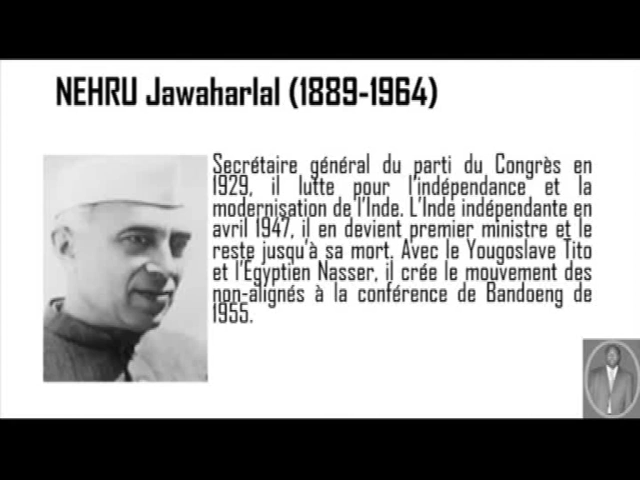 NEHRU Jawaharlal (1889-1964)
Secrétaire général du parti du Congrès en
1929, il lutte pour l'indépendance et la
modernisation de l'Inde. L'Inde indépendante en
avril 1947, il en devient premier ministre et le
reste jusqu'à sa mort. Avec le Yougoslave Tito
et l'Egyptien Nasser, il crée le mouvement des
non-alignés à la conférence de Bandoeng de
1955.